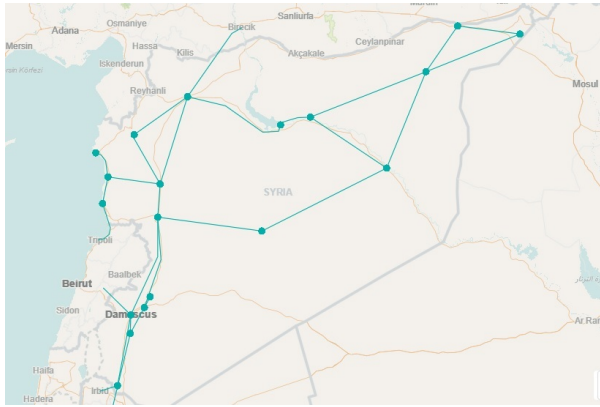 Adana
Osmaniye
Birecik
Sanliurfa
Mersin
Hassa
Kilis
Akçakale
Ceylanpinar
Iskenderun
Mosul
Reyhanli
SYRIA
Tripoli
Baalbek
Beirut
Sidon
Damascus
Ar Ra
Haifa
Irbid
Hadera